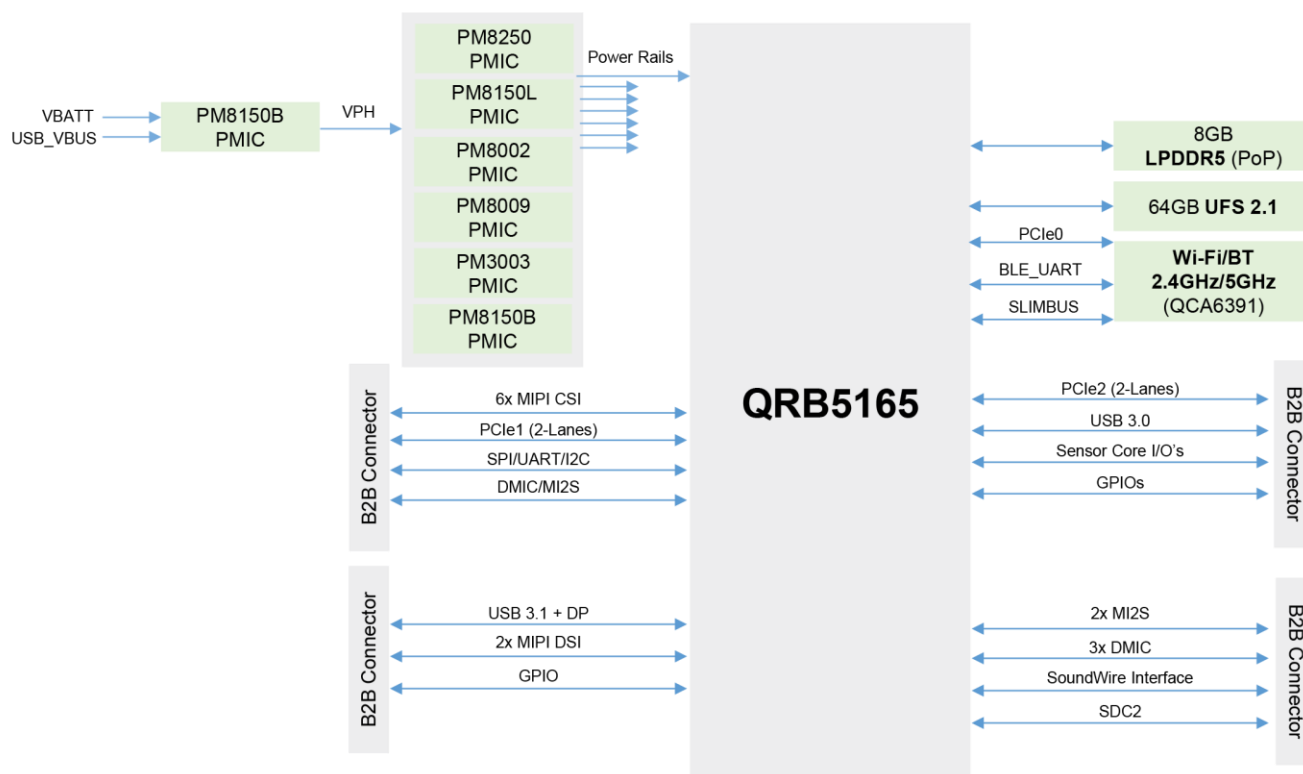 VBATT
USB_VBUS
PM8150B
PMIC
VPH
PM8250
PMIC
PM8150L
PMIC
PM8002
PMIC
PM8009
PMIC
PM3003
PMIC
PM8150B
PMIC
Power Rails
QRB5165
8GB
LPDDR5 (PoP)
64GB UFS 2.1
PCIe0
BLE_UART
SLIMBUS
Wi-Fi/BT
2.4GHz/5GHz
(QCA6391)
B2B Connector
6x MIPI CSI
PCIe1 (2-Lanes)
SPI/UART/I2C
DMIC/MI2S
PCIe2 (2-Lanes)
USB 3.0
Sensor Core I/O's
GPIOs
B2B Connector
B2B Connector
USB 3.1 + DP
2x MIPI DSI
GPIO
2x MI2S
3x DMIC
SoundWire Interface
SDC2
B2B Connector